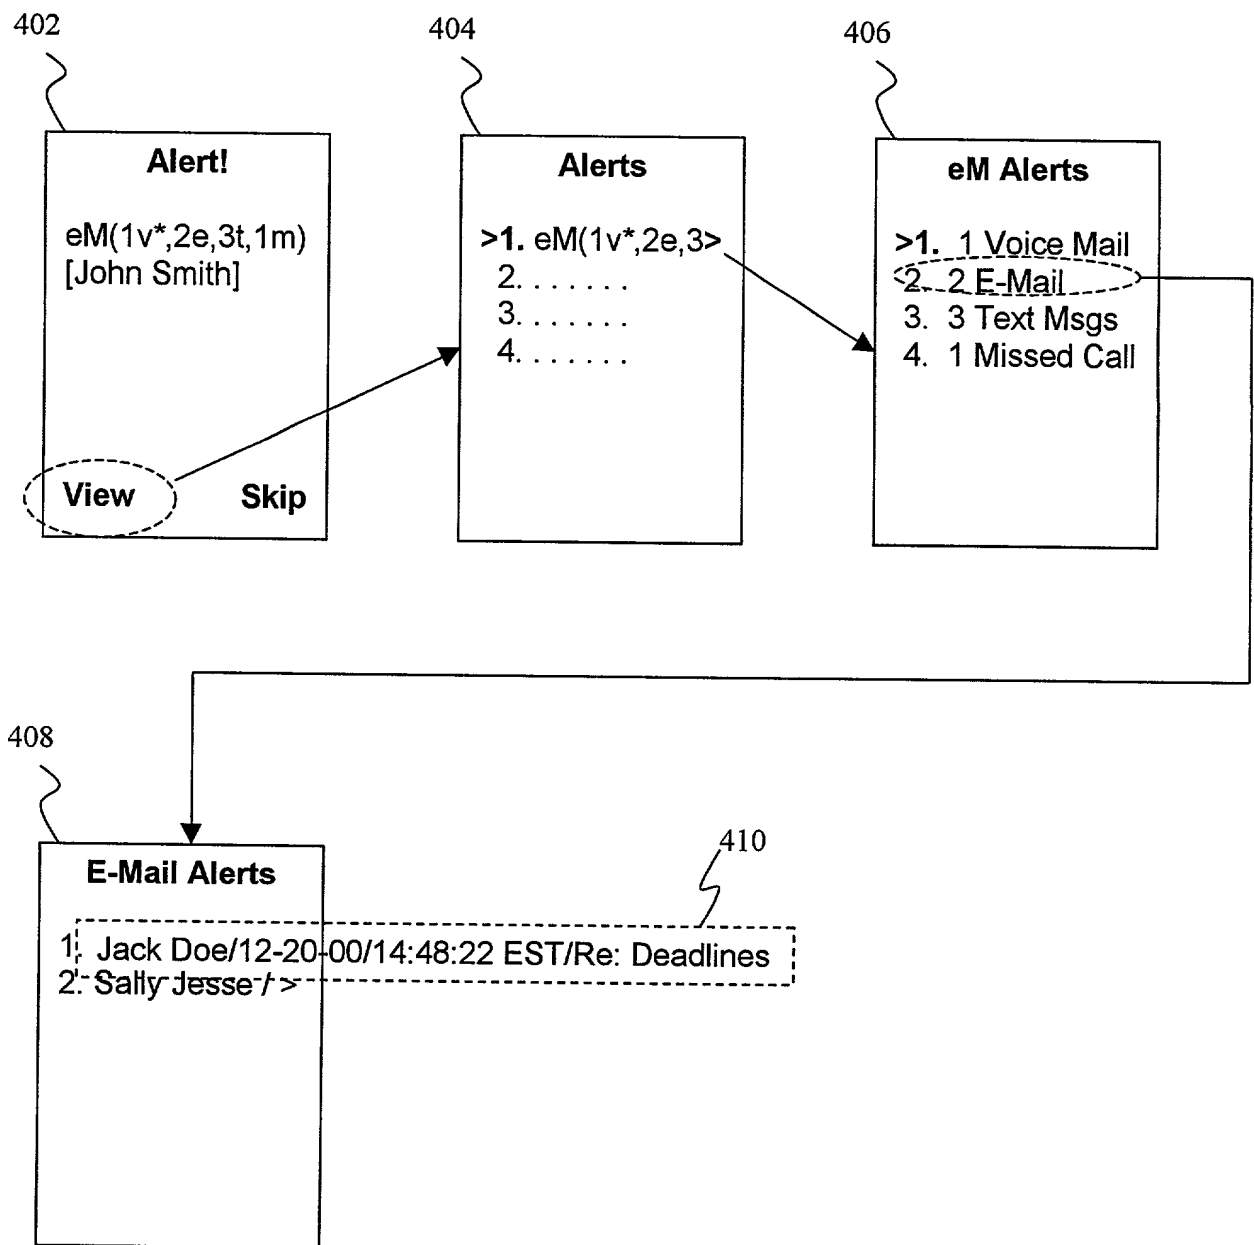 402
404
406
Alert!
eM(1v*,2e,3t,1m)
[John Smith]
View
Skip
Alerts
>1. eM(1v*,2e,3>
2. . . . . . .
3. . . . . . .
4. . . . . . .
eM Alerts
>1. 1 Voice Mail
2. 2 E-Mail
3. 3 Text Msgs
4. 1 Missed Call
408
410
E-Mail Alerts
1. Jack Doe/12-20-00/14:48:22 EST/Re: Deadlines
2. Sally Jesse / >